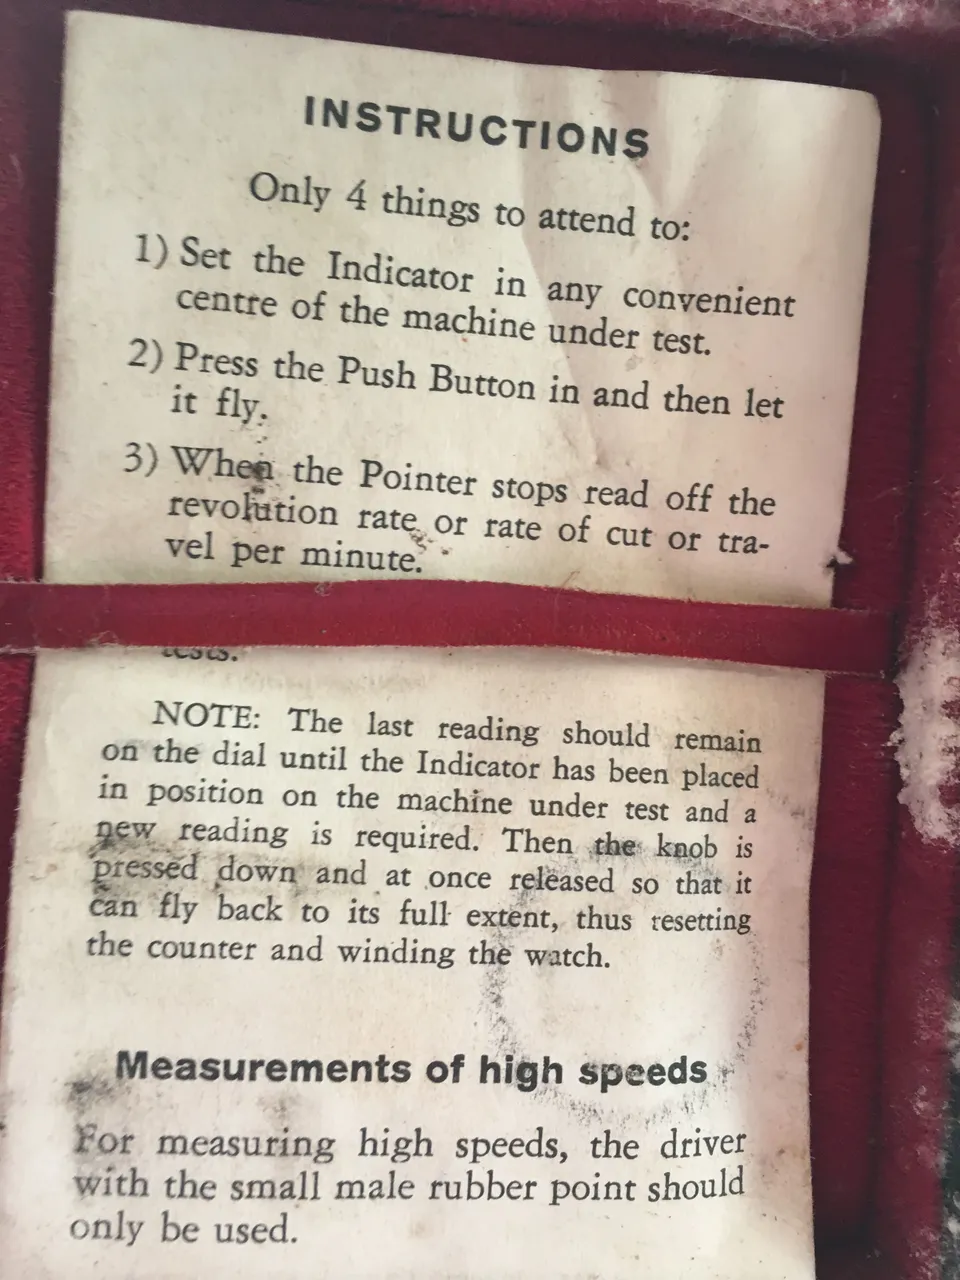 INSTRUCTIONS
Only 4 things to attend to:
1) Set the Indicator in any convenient
centre of the machine under test.
2) Press the Push Button in and then let
it fly.
3) When the Pointer stops read off the
revolution rate or rate of cut or tra-
vel per minute.
tests.
NOTE: The last reading should remain
on the dial until the Indicator has been placed
in position on the machine under test and a
new reading is required. Then the knob is
pressed down and at once released so that it
can fly back to its full extent, thus resetting
the counter and winding the watch.
Measurements of high speeds
For measuring high speeds, the driver
with the small male rubber point should
only be used.